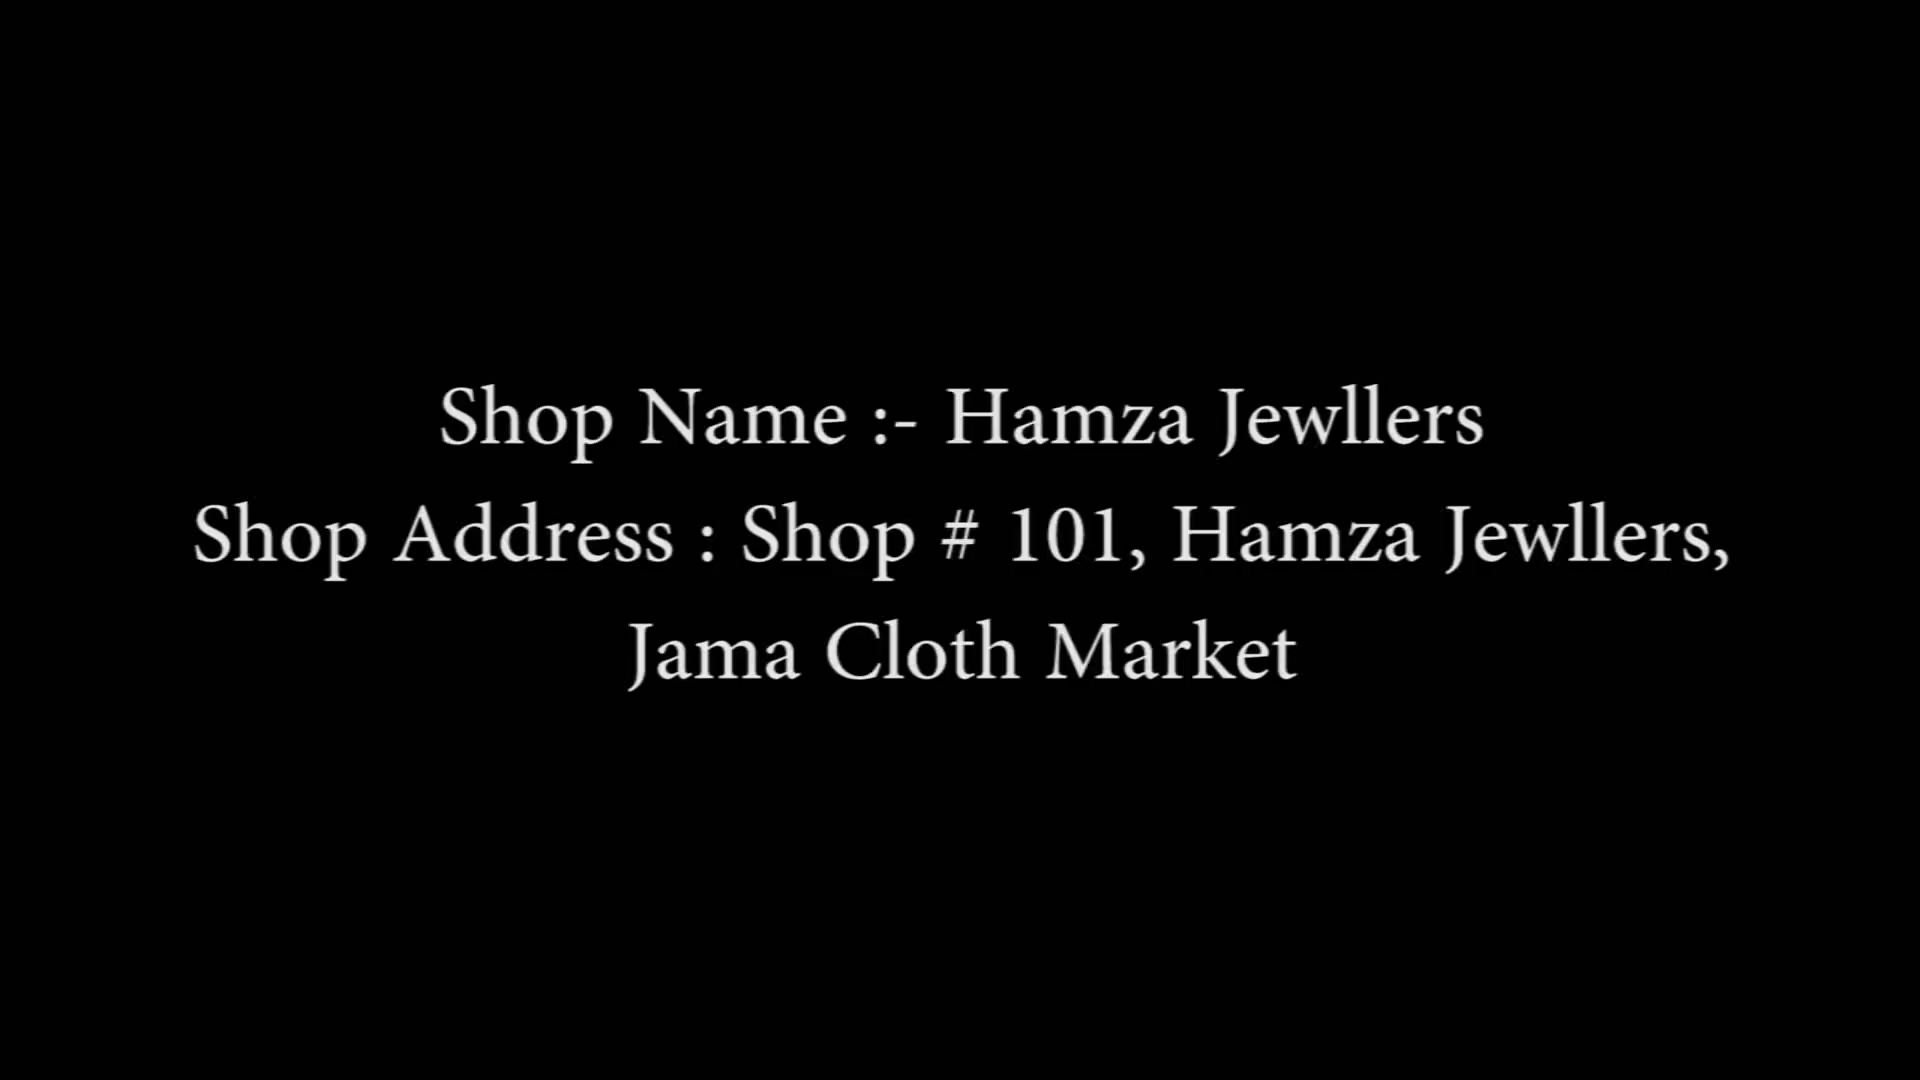 Shop Name :- Hamza Jewllers
Shop Address : Shop # 101, Hamza Jewllers,
Jama Cloth Market